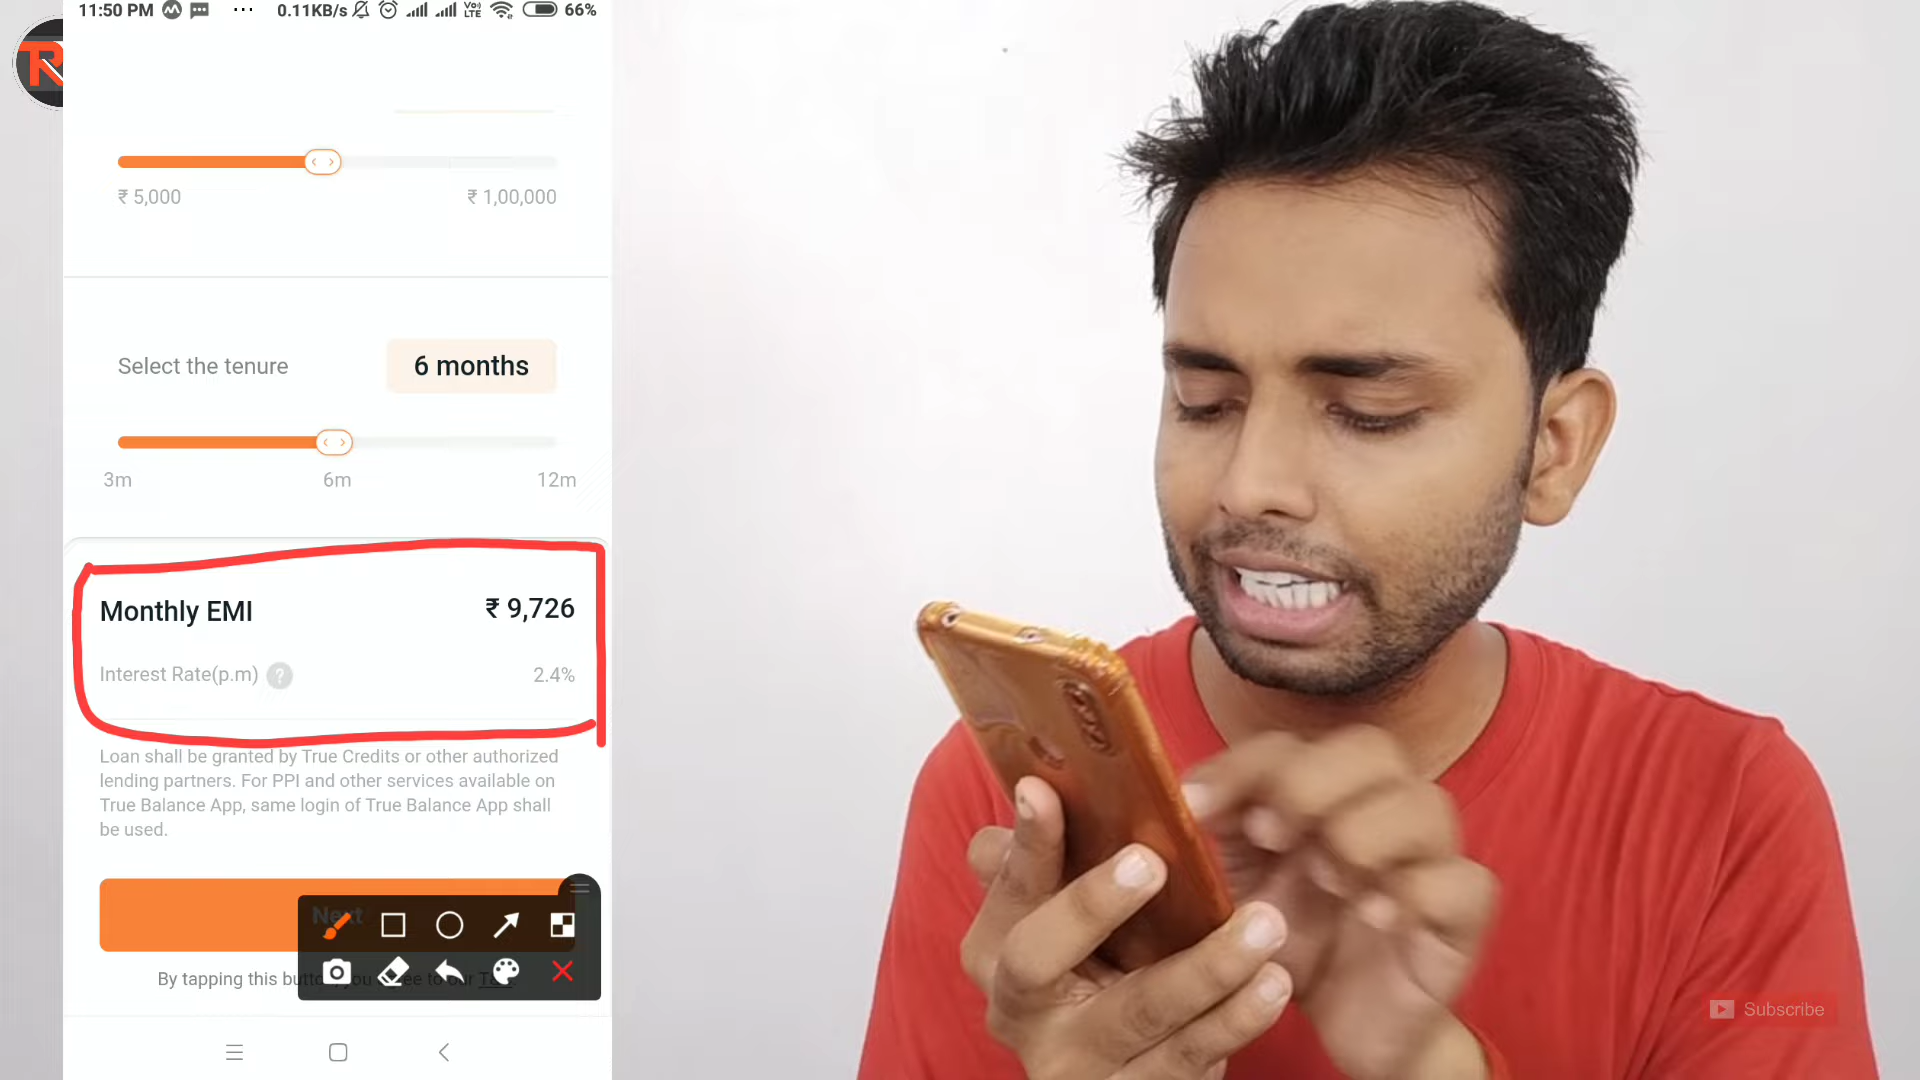 11:50 PM ... 0.11KB/s Vo) LTE 66%
R
₹ 5,000 ₹ 1,00,000
Select the tenure 6 months
3m 6m 12m
Monthly EMI ₹ 9,726
Interest Rate(p.m) ? 2.4%
Loan shall be granted by True Credits or other authorized
lending partners. For PPI and other services available on
True Balance App, same login of True Balance App shall
be used.
Next
By tapping this
Subscribe